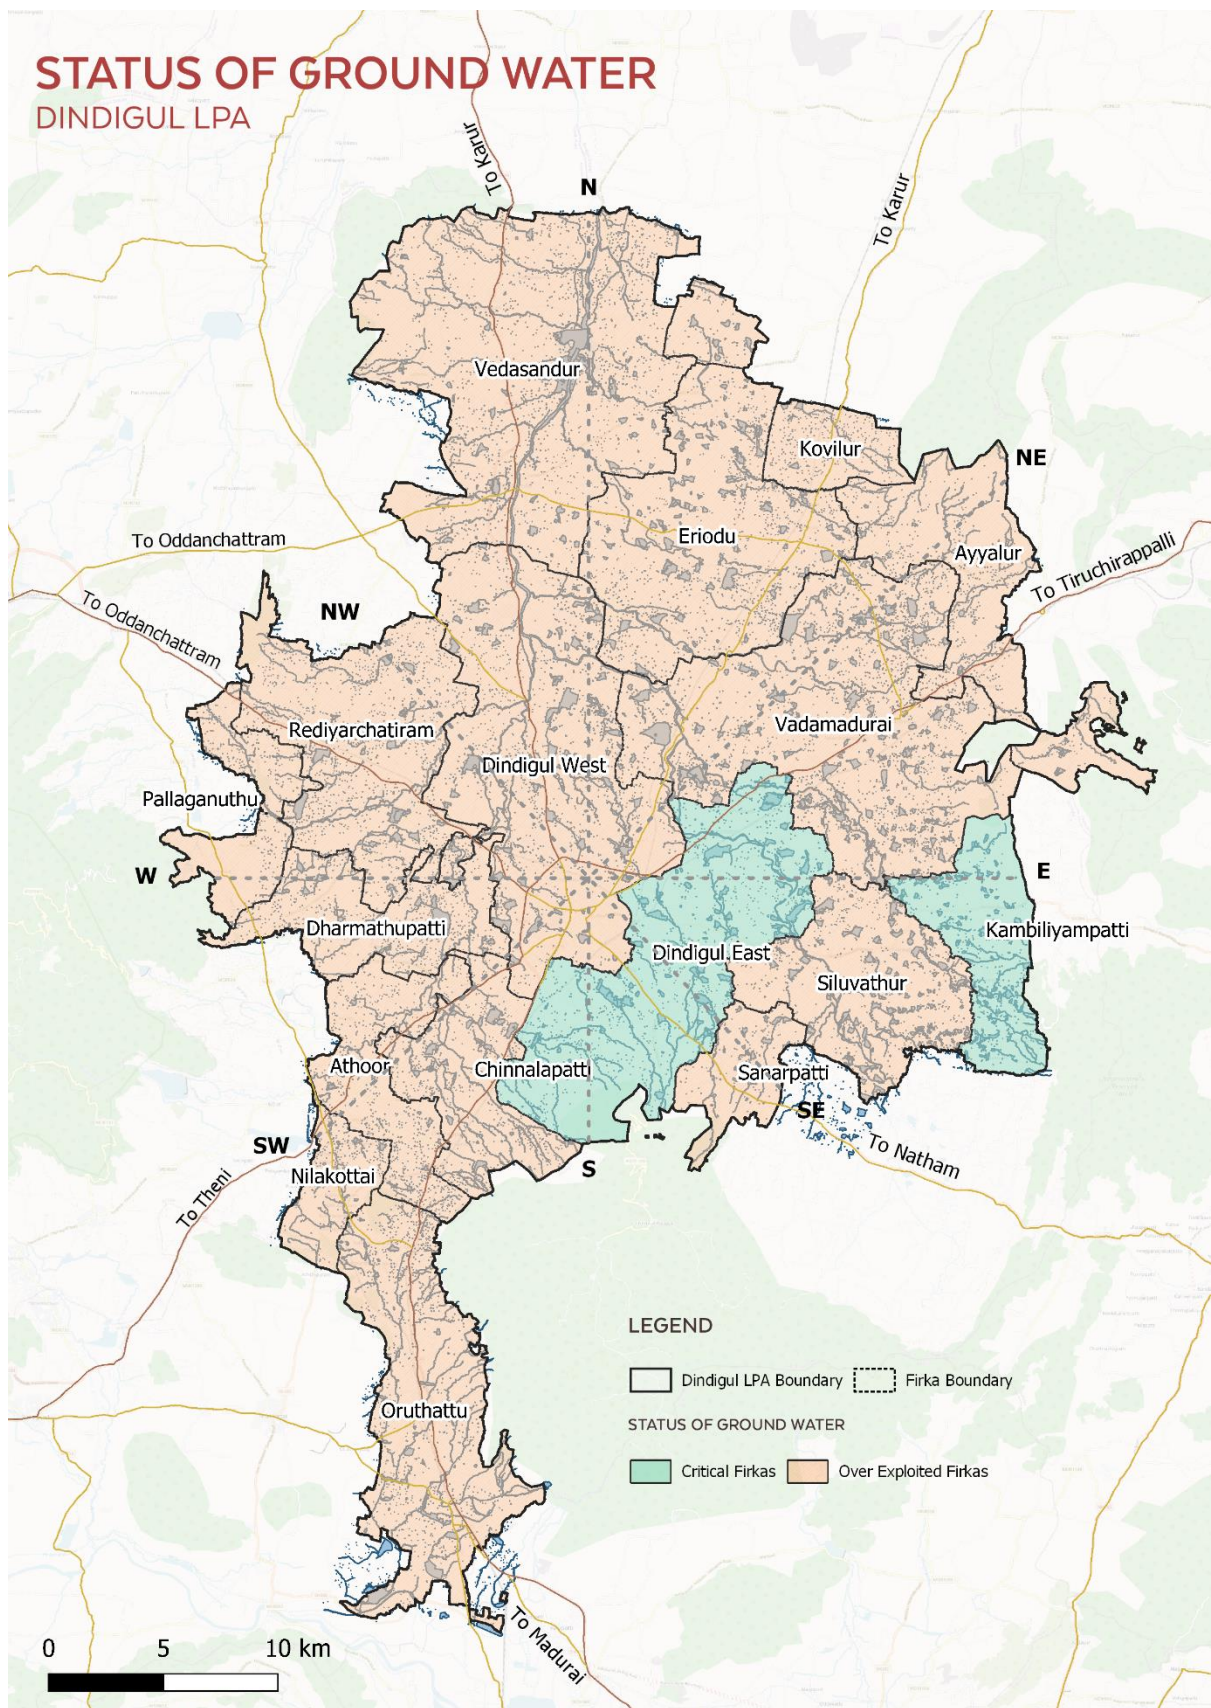 STATUS OF GROUND WATER
DINDIGUL LPA
To Karur
N
To Karur
Vedasandur
Kovilur
NE
Eriodu
Ayyalur
To Oddanchattram
To Tiruchirappalli
To Oddanchattram
NW
Rediyarchatiram
Vadamadurai
Dindigul West
Pallaganuthu
W
E
Dharmathupatti
Kambiliyampatti
Dindigul East
Siluvathur
Athoor
Chinnalapatti
Sanarpatti
SE
SW
To Natham
Nilakottai
S
To Theni
LEGEND
Dindigul LPA Boundary
Firka Boundary
Oruthattu
STATUS OF GROUND WATER
Critical Firkas
Over Exploited Firkas
To Madurai
0 5 10 km